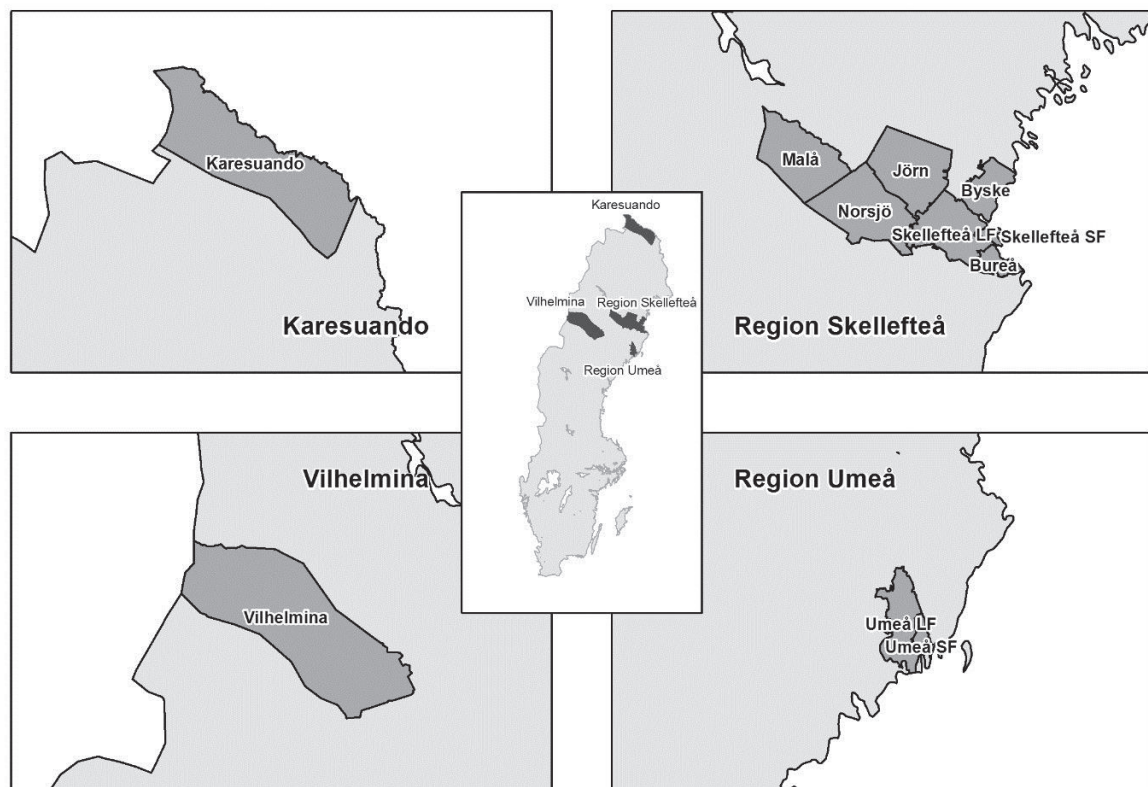 Karesuando
Karesuando
Malå
Jörn
Byske
Norsjö
Skellefteå LF
Skellefteå SF
Bureå
Region Skellefteå
Karesuando
Vilhelmina
Region Skellefteå
Region Umeå
Vilhelmina
Vilhelmina
Region Umeå
Umeå LF
Umeå SF